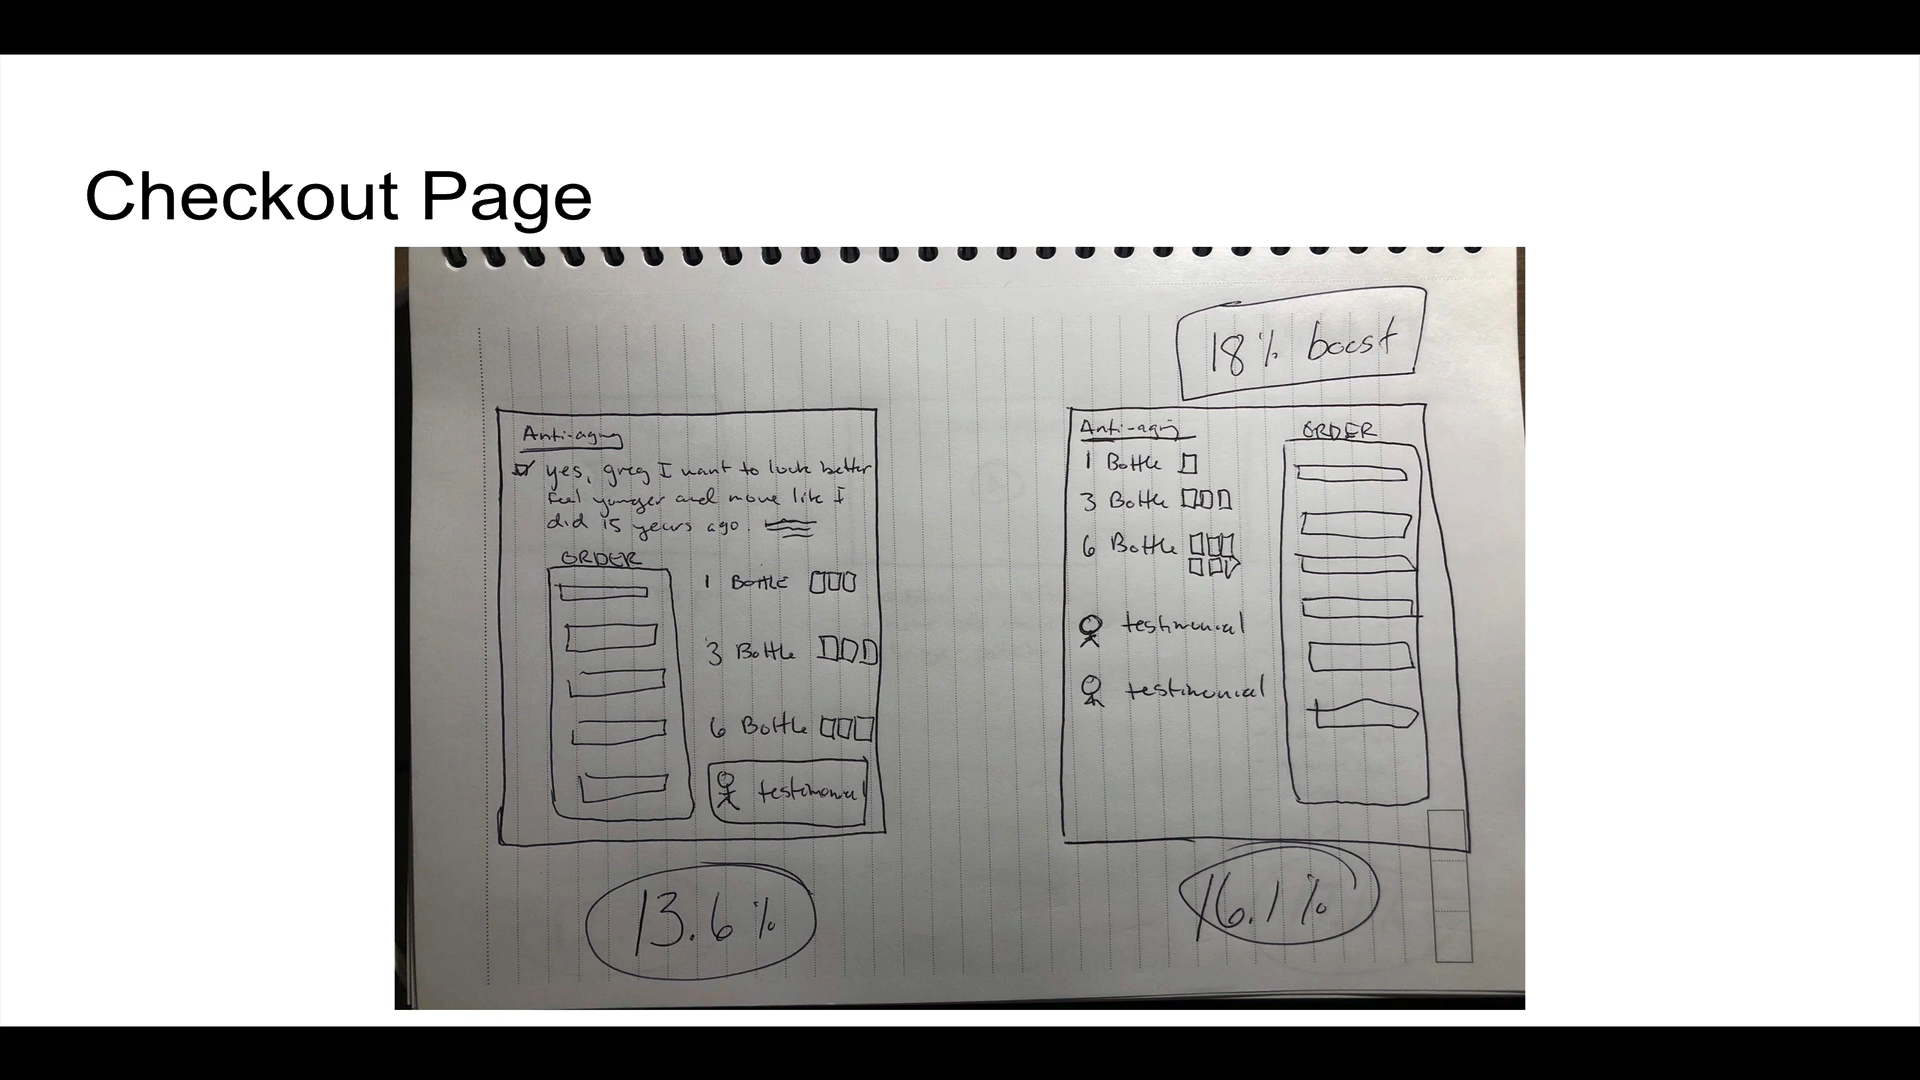 Checkout Page
18% boost
Anti-aging
yes, greg I want to look better
feel younger and move like I
did 15 years ago.
ORDER
1 Bottle
3 Bottle
6 Bottle
testimonial
13.6%
Anti-aging
ORDER
1 Bottle
3 Bottle
6 Bottle
testimonial
testimonial
16.1%